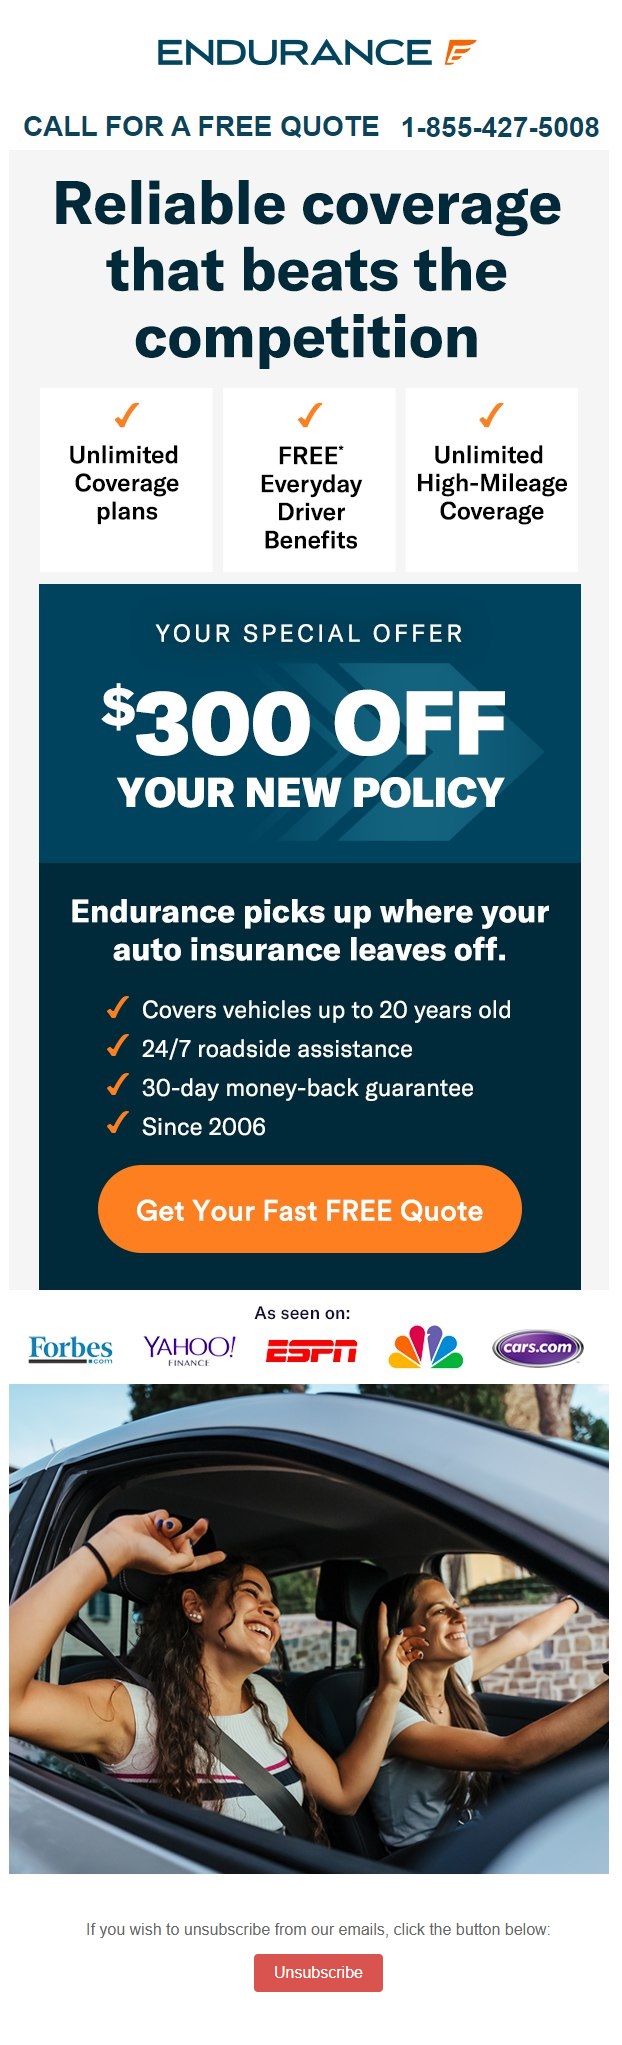 ENDURANCE
CALL FOR A FREE QUOTE 1-855-427-5008
Reliable coverage
that beats the
competition
Unlimited
Coverage
plans
FREE*
Everyday
Driver
Benefits
Unlimited
High-Mileage
Coverage
YOUR SPECIAL OFFER
$300 OFF
YOUR NEW POLICY
Endurance picks up where your
auto insurance leaves off.
Covers vehicles up to 20 years old
24/7 roadside assistance
30-day money-back guarantee
Since 2006
Get Your Fast FREE Quote
As seen on:
Forbes
.com
YAHOO!
FINANCE
ESPN
cars.com
If you wish to unsubscribe from our emails, click the button below:
Unsubscribe